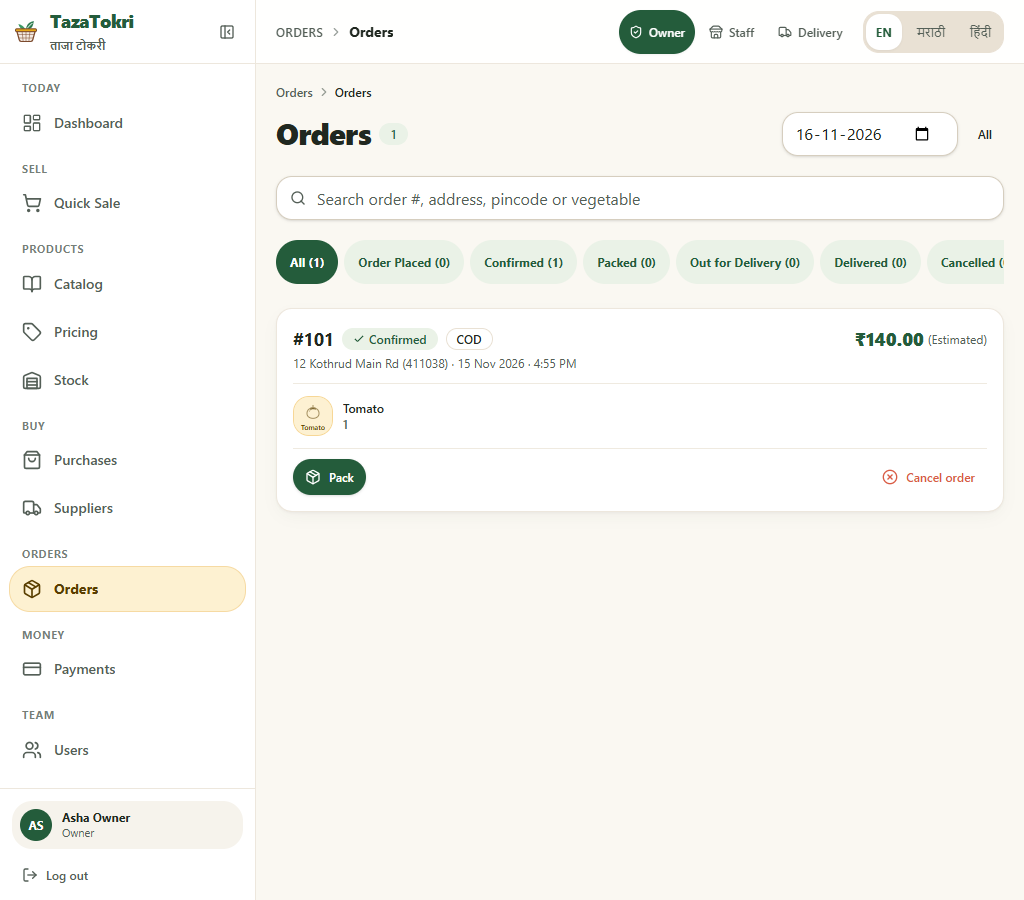 TazaTokri
ताजा टोकरी
TODAY
Dashboard
SELL
Quick Sale
PRODUCTS
Catalog
Pricing
Stock
BUY
Purchases
Suppliers
ORDERS
Orders
MONEY
Payments
TEAM
Users
AS
Asha Owner
Owner
Log out
ORDERS > Orders
Owner
Staff
Delivery
EN
मराठी
हिंदी
Orders > Orders
Orders 1
16-11-2026
All
Search order #, address, pincode or vegetable
All (1)
Order Placed (0)
Confirmed (1)
Packed (0)
Out for Delivery (0)
Delivered (0)
Cancelled (
#101 Confirmed COD
₹140.00 (Estimated)
12 Kothrud Main Rd (411038) · 15 Nov 2026 · 4:55 PM
Tomato
Tomato
1
Pack
Cancel order